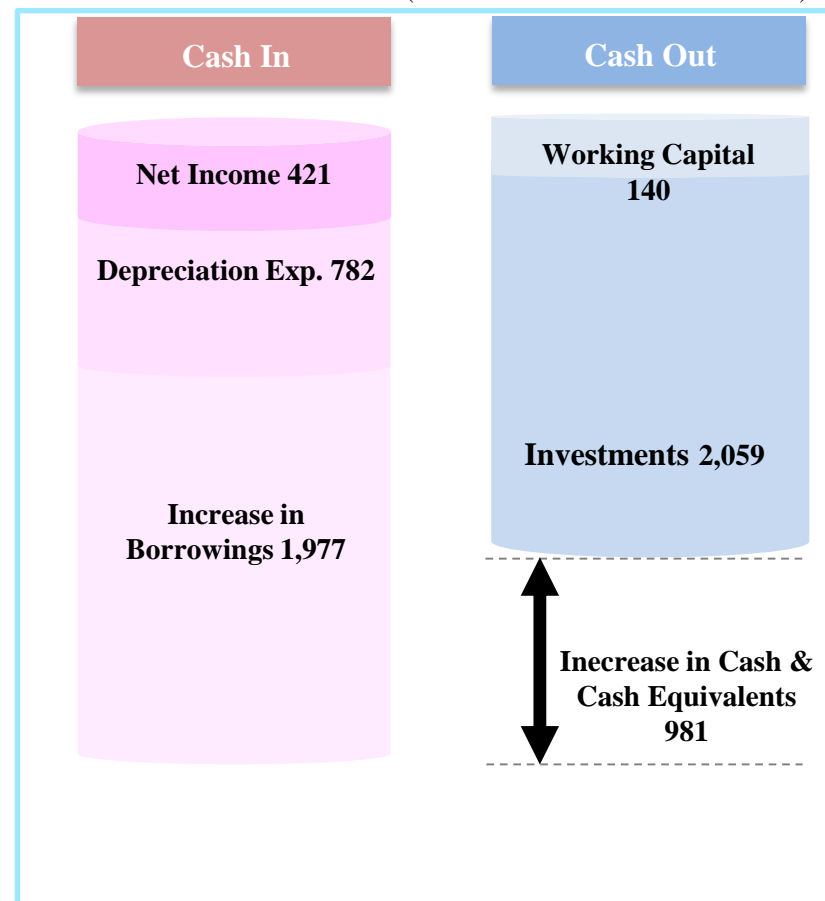 Cash In
Cash Out
Net Income 421
Depreciation Exp. 782
Increase in
Borrowings 1,977
Working Capital
140
Investments 2,059
Inecrease in Cash &
Cash Equivalents
981